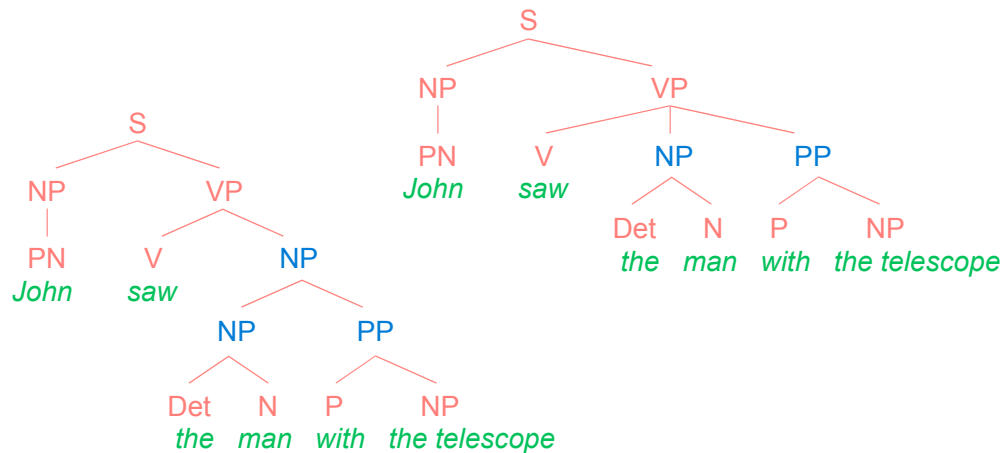 S
NP VP
PN V NP
John saw
NP PP
Det N P NP
the man with the telescope
S
NP VP
PN V NP PP
John saw
Det N P NP
the man with the telescope